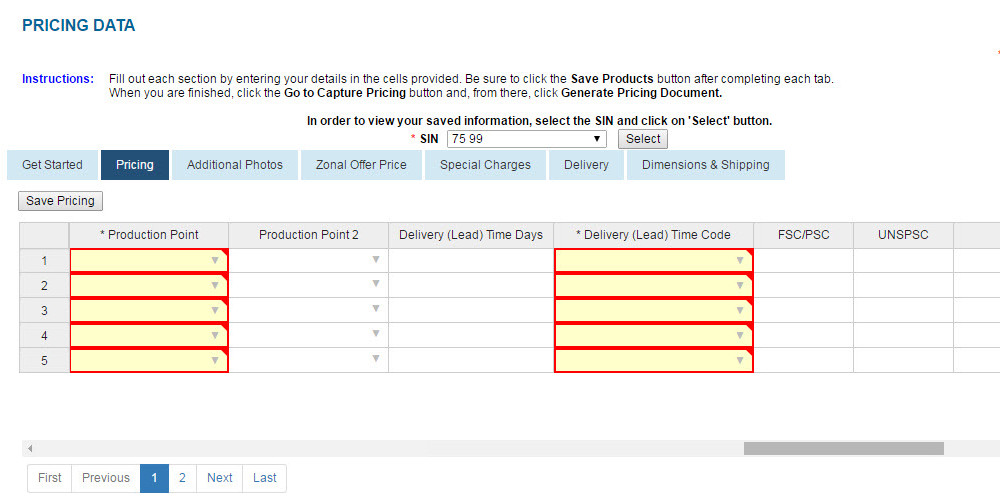 PRICING DATA
Instructions: Fill out each section by entering your details in the cells provided. Be sure to click the Save Products button after completing each tab.
When you are finished, click the Go to Capture Pricing button and, from there, click Generate Pricing Document.
In order to view your saved information, select the SIN and click on 'Select' button.
* SIN 75 99 Select
Get Started Pricing Additional Photos Zonal Offer Price Special Charges Delivery Dimensions & Shipping
Save Pricing
* Production Point Production Point 2 Delivery (Lead) Time Days * Delivery (Lead) Time Code FSC/PSC UNSPSC
1
2
3
4
5
First Previous 1 2 Next Last